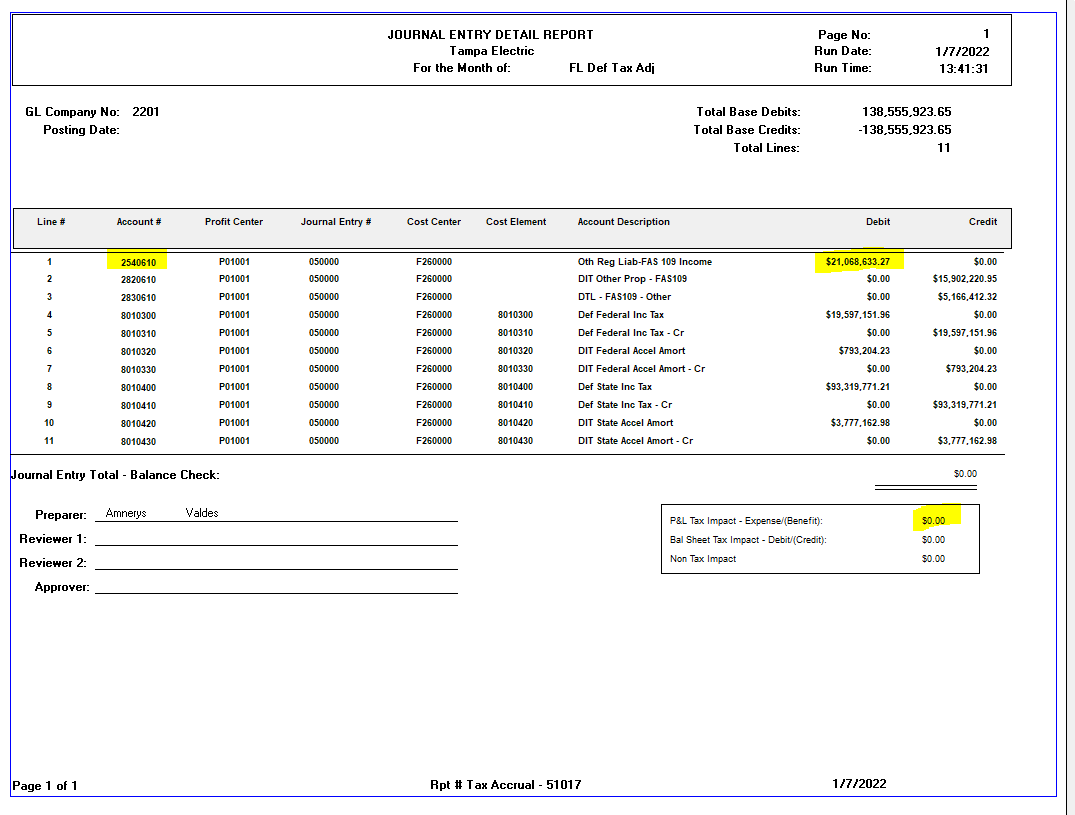 JOURNAL ENTRY DETAIL REPORT Page No: 1
Tampa Electric Run Date: 1/7/2022
For the Month of: FL Def Tax Adj Run Time: 13:41:31
GL Company No: 2201 Total Base Debits: 138,555,923.65
Posting Date: Total Base Credits: -138,555,923.65
Total Lines: 11
Line # Account # Profit Center Journal Entry # Cost Center Cost Element Account Description Debit Credit
1 2540610 P01001 050000 F260000 Oth Reg Liab-FAS 109 Income $21,068,633.27 $0.00
2 2820610 P01001 050000 F260000 DIT Other Prop - FAS109 $0.00 $15,902,220.95
3 2830610 P01001 050000 F260000 DTL - FAS109 - Other $0.00 $5,166,412.32
4 8010300 P01001 050000 F260000 8010300 Def Federal Inc Tax $19,597,151.96 $0.00
5 8010310 P01001 050000 F260000 8010310 Def Federal Inc Tax - Cr $0.00 $19,597,151.96
6 8010320 P01001 050000 F260000 8010320 DIT Federal Accel Amort $793,204.23 $0.00
7 8010330 P01001 050000 F260000 8010330 DIT Federal Accel Amort - Cr $0.00 $793,204.23
8 8010400 P01001 050000 F260000 8010400 Def State Inc Tax $93,319,771.21 $0.00
9 8010410 P01001 050000 F260000 8010410 Def State Inc Tax - Cr $0.00 $93,319,771.21
10 8010420 P01001 050000 F260000 8010420 DIT State Accel Amort $3,777,162.98 $0.00
11 8010430 P01001 050000 F260000 8010430 DIT State Accel Amort - Cr $0.00 $3,777,162.98
Journal Entry Total - Balance Check: $0.00
Preparer: Amnerys Valdes
Reviewer 1:
Reviewer 2:
Approver:
P&L Tax Impact - Expense/(Benefit): $0.00
Bal Sheet Tax Impact - Debit/(Credit): $0.00
Non Tax Impact $0.00
Page 1 of 1 Rpt # Tax Accrual - 51017 1/7/2022